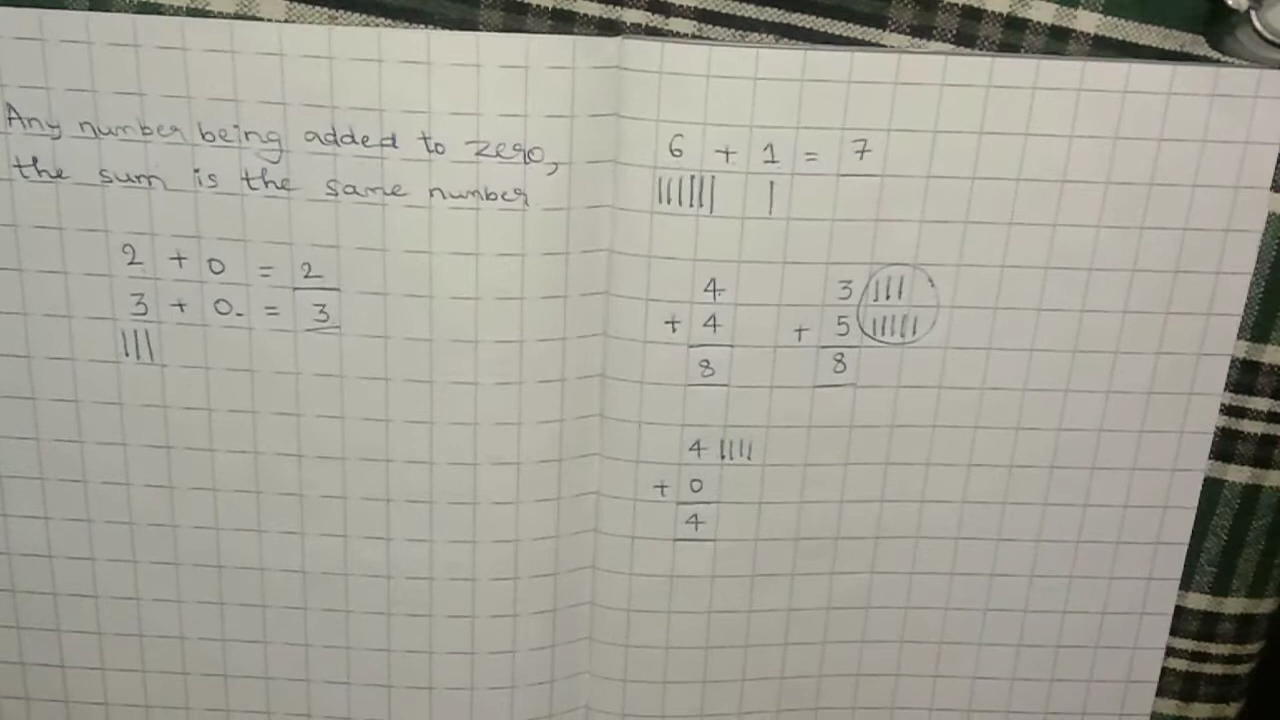 Any number being added to zero,
the sum is the same number
2 + 0 = 2
3 + 0. = 3
|||
6 + 1 = 7
|||||| |
4
+ 4
8
3 |||
+ 5 |||||
8
4 ||||
+ 0
4